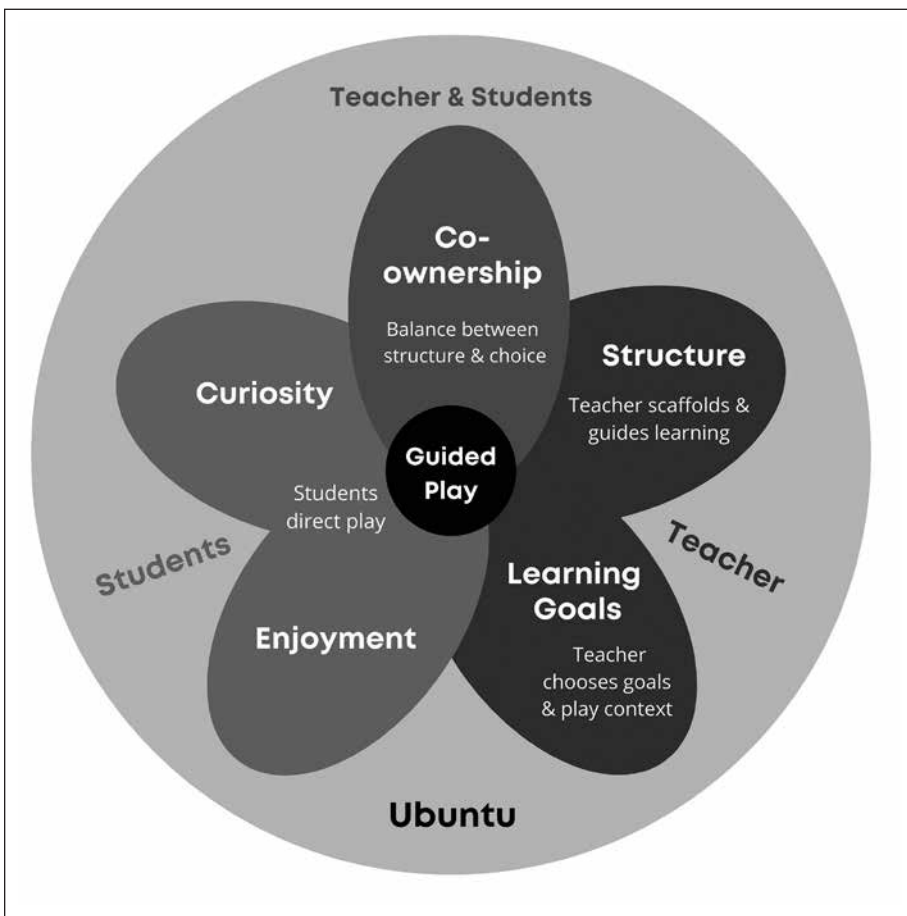 Teacher & Students
Co-
ownership
Balance between
structure & choice
Structure
Teacher scaffolds &
guides learning
Curiosity
Guided
Play
Students
direct play
Students
Teacher
Learning
Goals
Teacher
chooses goals
& play context
Enjoyment
Ubuntu